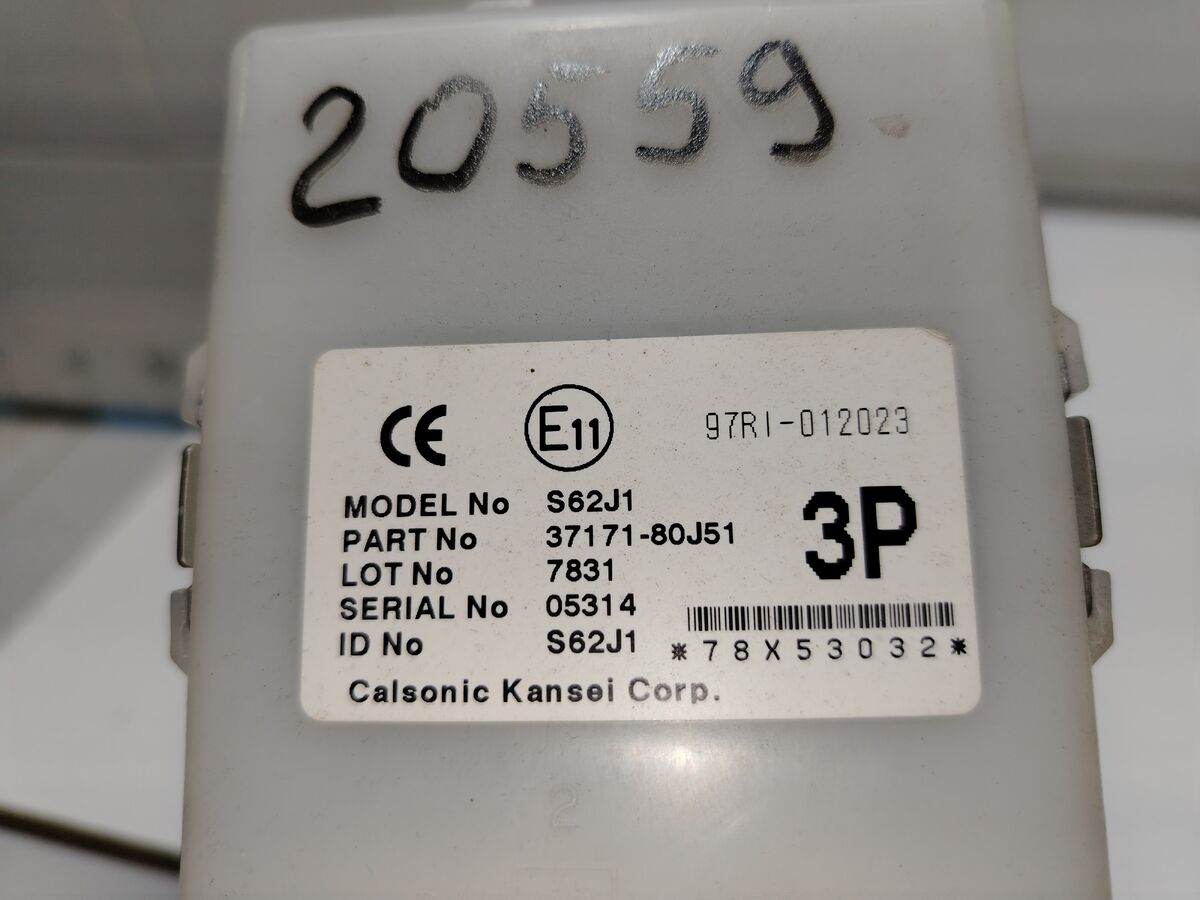 20559
CE E11 97RI-012023
MODEL No S62J1
PART No 37171-80J51
3P
LOT No 7831
SERIAL No 05314
ID No S62J1
*78X53032*
Calsonic Kansei Corp.
2